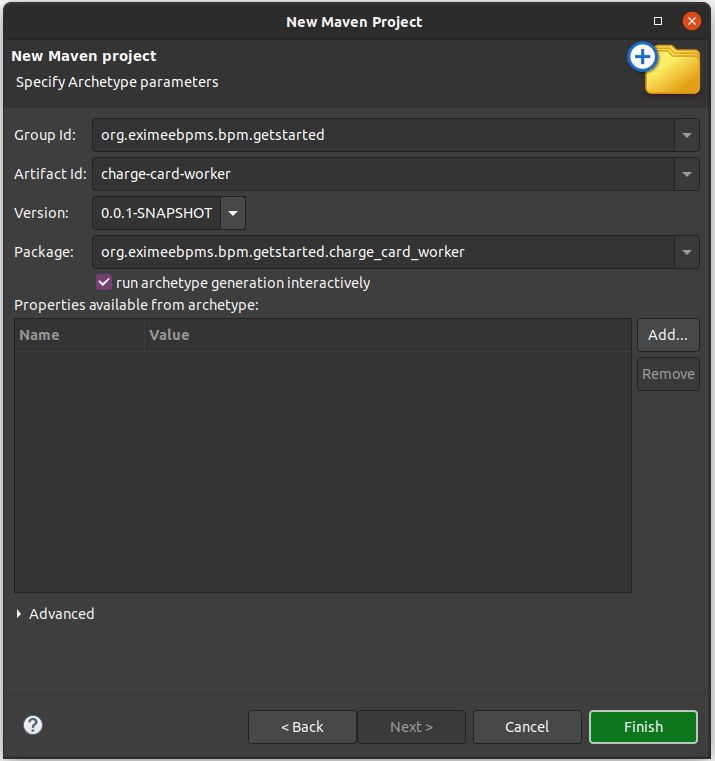 New Maven Project
New Maven project
Specify Archetype parameters
Group Id: org.eximeebpms.bpm.getstarted
Artifact Id: charge-card-worker
Version: 0.0.1-SNAPSHOT
Package: org.eximeebpms.bpm.getstarted.charge_card_worker
run archetype generation interactively
Properties available from archetype:
Name Value Add...
Remove
Advanced
? < Back Next > Cancel Finish